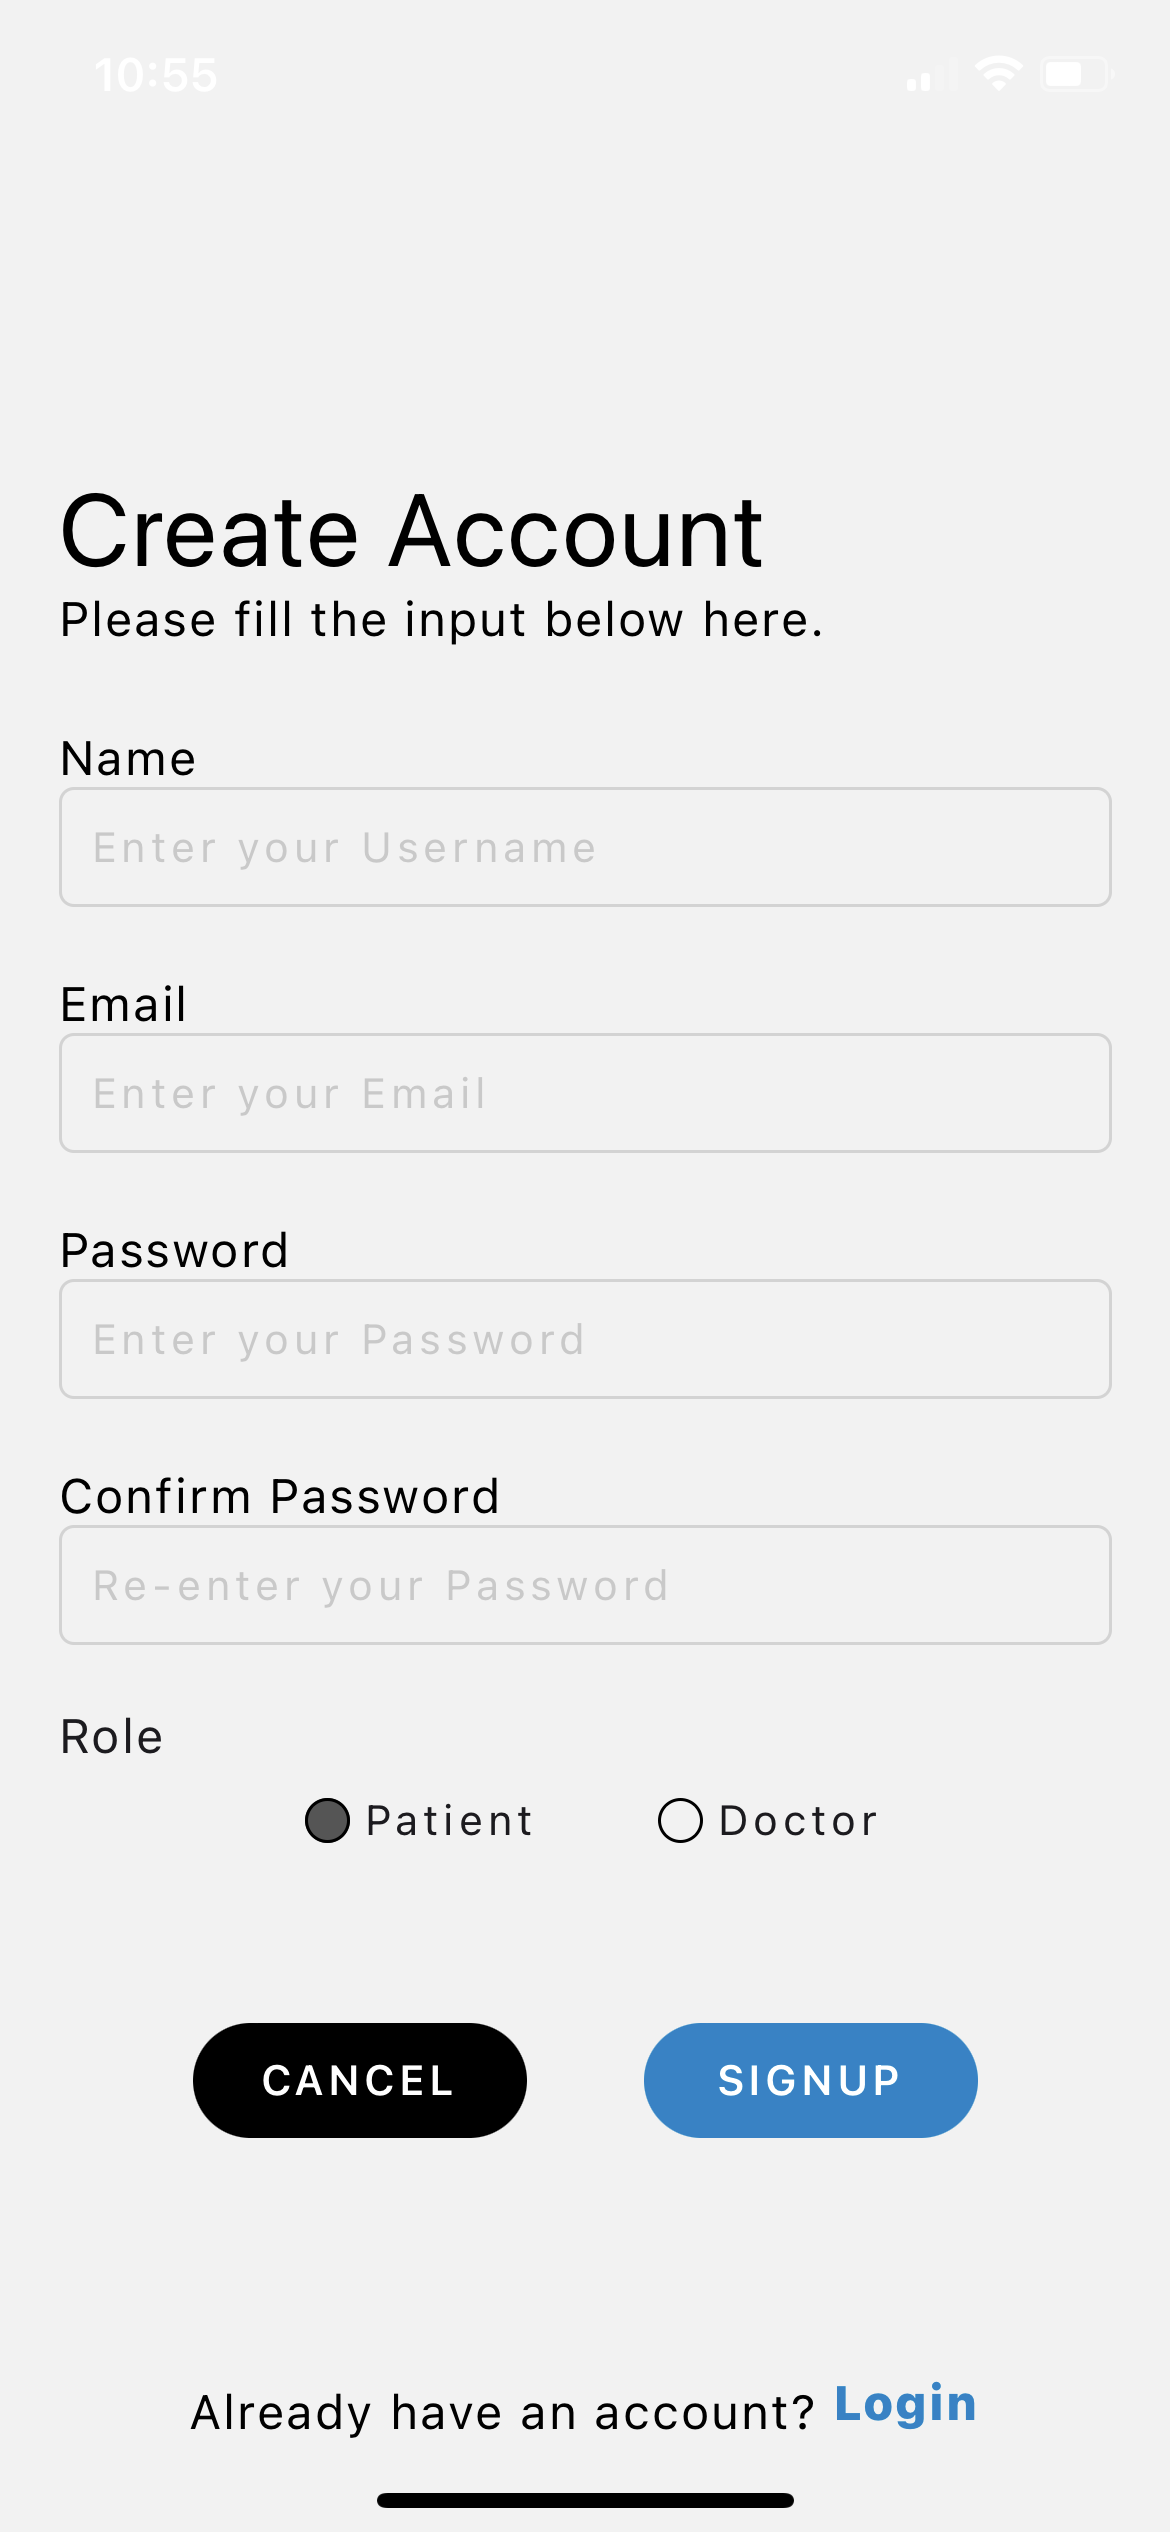 10:55
Create Account
Please fill the input below here.
Name
Enter your Username
Email
Enter your Email
Password
Enter your Password
Confirm Password
Re-enter your Password
Role
Patient Doctor
CANCEL SIGNUP
Already have an account? Login